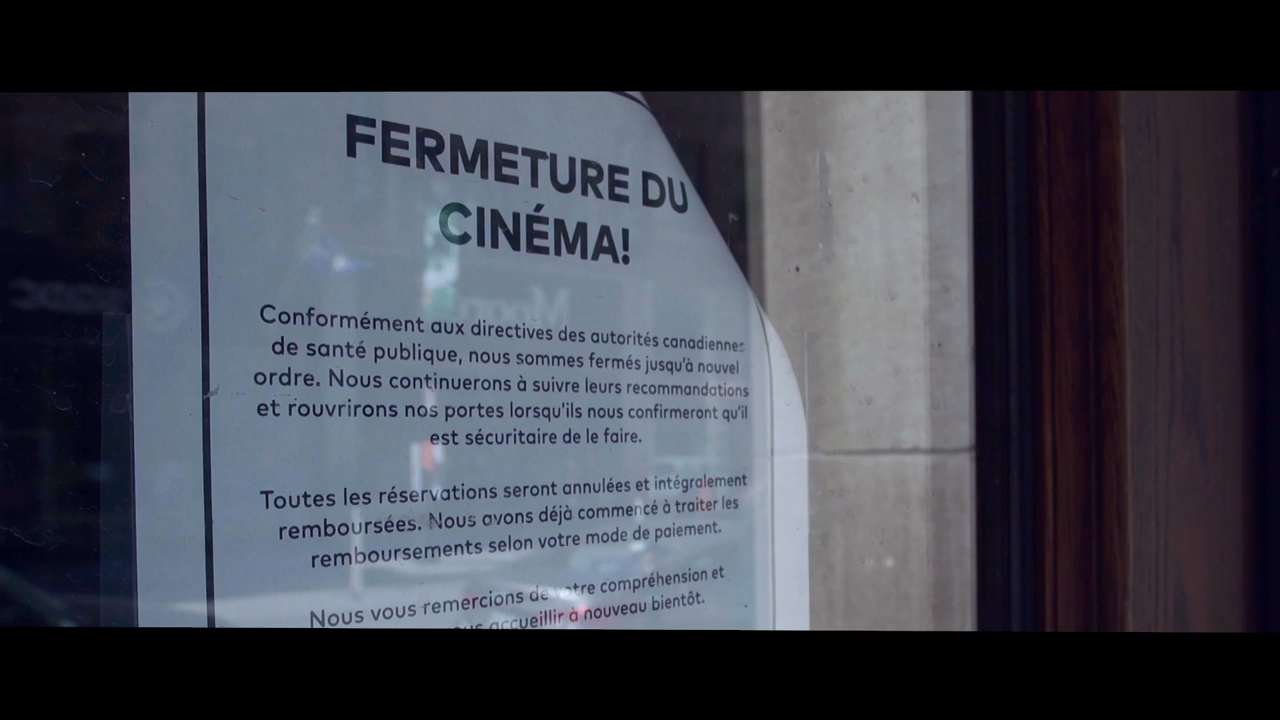 FERMETURE DU
CINÉMA!
Conformément aux directives des autorités canadiennes
de santé publique, nous sommes fermés jusqu'à nouvel
ordre. Nous continuerons à suivre leurs recommandations
et rouvrirons nos portes lorsqu'ils nous confirmeront qu'il
est sécuritaire de le faire.
Toutes les réservations seront annulées et intégralement
remboursées. Nous avons déjà commencé à traiter les
remboursements selon votre mode de paiement.
Nous vous remercions de votre compréhension et
accueillir à nouveau bientôt.